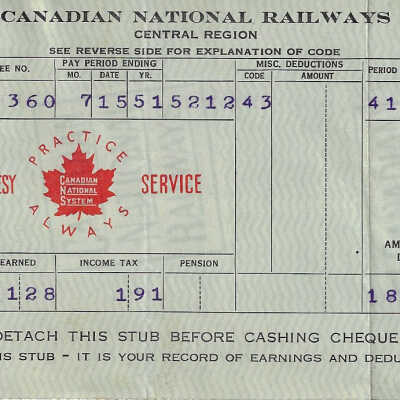 CANADIAN NATIONAL RAILWAYS
CENTRAL REGION
SEE REVERSE SIDE FOR EXPLANATION OF CODE
EE NO. PAY PERIOD ENDING MISC. DEDUCTIONS PERIOD
MO. DATE YR. CODE AMOUNT
360 7 15 51 5212 43 41
PRACTICE
ESY CANADIAN NATIONAL SYSTEM SERVICE
ALWAYS
AM
D
EARNED INCOME TAX PENSION
128 191 18
DETACH THIS STUB BEFORE CASHING CHEQUE
IS STUB - IT IS YOUR RECORD OF EARNINGS AND DEDU